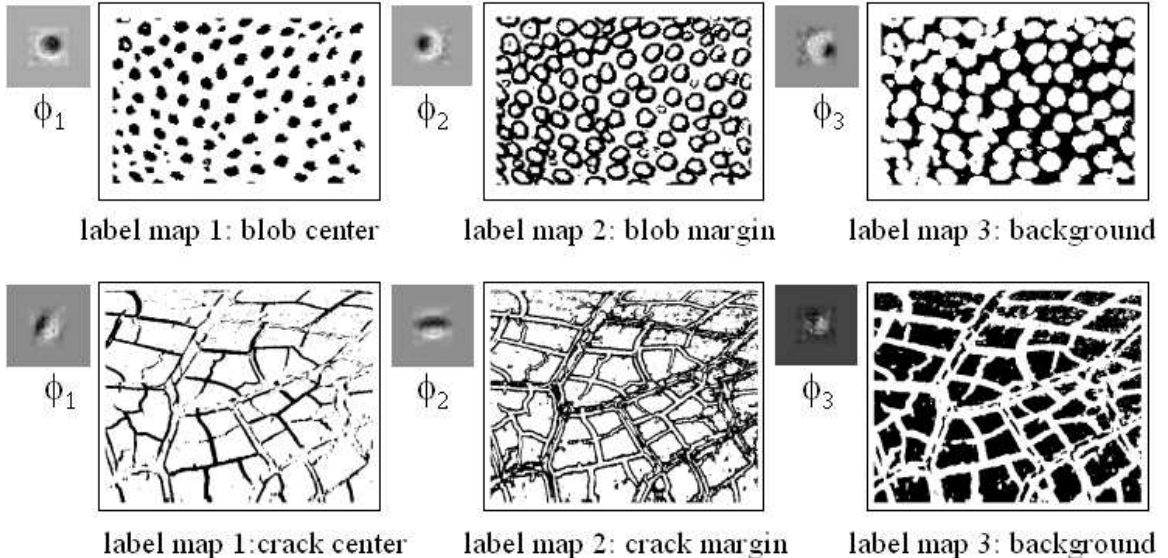 ϕ1 ϕ2 ϕ3
label map 1: blob center label map 2: blob margin label map 3: background
ϕ1 ϕ2 ϕ3
label map 1:crack center label map 2: crack margin label map 3: background